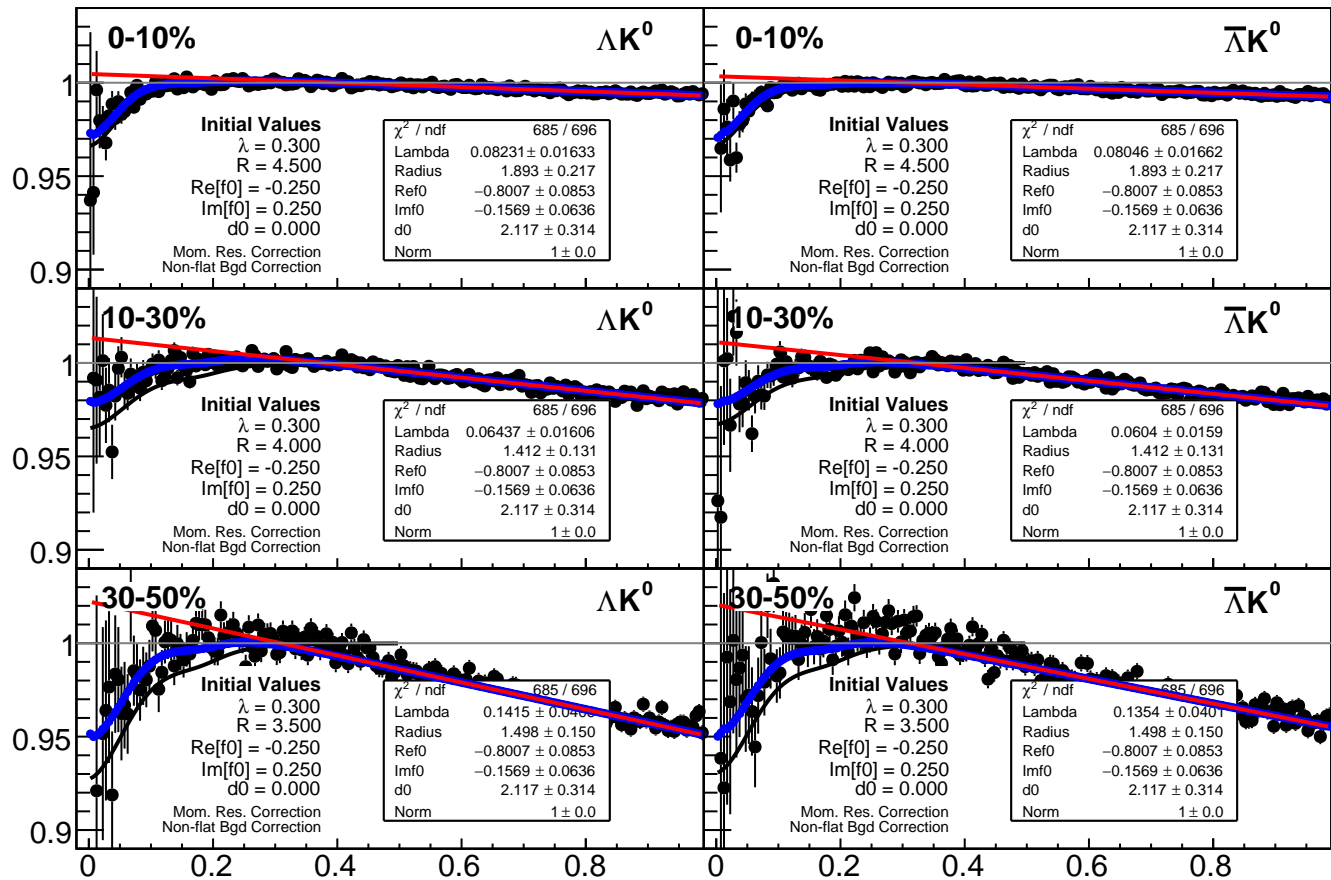 0-10%
ΛK⁰
1
0.95
0.9
Initial Values
λ = 0.300
R = 4.500
Re[f0] = -0.250
Im[f0] = 0.250
d0 = 0.000
Mom. Res. Correction
Non-flat Bgd Correction
χ² / ndf 685 / 696
Lambda 0.08231 ± 0.01633
Radius 1.893 ± 0.217
Ref0 −0.8007 ± 0.0853
Imf0 −0.1569 ± 0.0636
d0 2.117 ± 0.314
Norm 1 ± 0.0
0-10%
Λ̅K⁰
Initial Values
λ = 0.300
R = 4.500
Re[f0] = -0.250
Im[f0] = 0.250
d0 = 0.000
Mom. Res. Correction
Non-flat Bgd Correction
χ² / ndf 685 / 696
Lambda 0.08046 ± 0.01662
Radius 1.893 ± 0.217
Ref0 −0.8007 ± 0.0853
Imf0 −0.1569 ± 0.0636
d0 2.117 ± 0.314
Norm 1 ± 0.0
10-30%
ΛK⁰
1
0.95
0.9
Initial Values
λ = 0.300
R = 4.000
Re[f0] = -0.250
Im[f0] = 0.250
d0 = 0.000
Mom. Res. Correction
Non-flat Bgd Correction
χ² / ndf 685 / 696
Lambda 0.06437 ± 0.01606
Radius 1.412 ± 0.131
Ref0 −0.8007 ± 0.0853
Imf0 −0.1569 ± 0.0636
d0 2.117 ± 0.314
Norm 1 ± 0.0
10-30%
Λ̅K⁰
Initial Values
λ = 0.300
R = 4.000
Re[f0] = -0.250
Im[f0] = 0.250
d0 = 0.000
Mom. Res. Correction
Non-flat Bgd Correction
χ² / ndf 685 / 696
Lambda 0.0604 ± 0.0159
Radius 1.412 ± 0.131
Ref0 −0.8007 ± 0.0853
Imf0 −0.1569 ± 0.0636
d0 2.117 ± 0.314
Norm 1 ± 0.0
30-50%
ΛK⁰
1
0.95
0.9
Initial Values
λ = 0.300
R = 3.500
Re[f0] = -0.250
Im[f0] = 0.250
d0 = 0.000
Mom. Res. Correction
Non-flat Bgd Correction
χ² / ndf 685 / 696
Lambda 0.1415 ±
Radius 1.498 ± 0.150
Ref0 −0.8007 ± 0.0853
Imf0 −0.1569 ± 0.0636
d0 2.117 ± 0.314
Norm 1 ± 0.0
30-50%
Λ̅K⁰
Initial Values
λ = 0.300
R = 3.500
Re[f0] = -0.250
Im[f0] = 0.250
d0 = 0.000
Mom. Res. Correction
Non-flat Bgd Correction
χ² / ndf 685 / 696
Lambda 0.1354 ± 0.0401
Radius 1.498 ± 0.150
Ref0 −0.8007 ± 0.0853
Imf0 −0.1569 ± 0.0636
d0 2.117 ± 0.314
Norm 1 ± 0.0
0 0.2 0.4 0.6 0.8 0 0.2 0.4 0.6 0.8